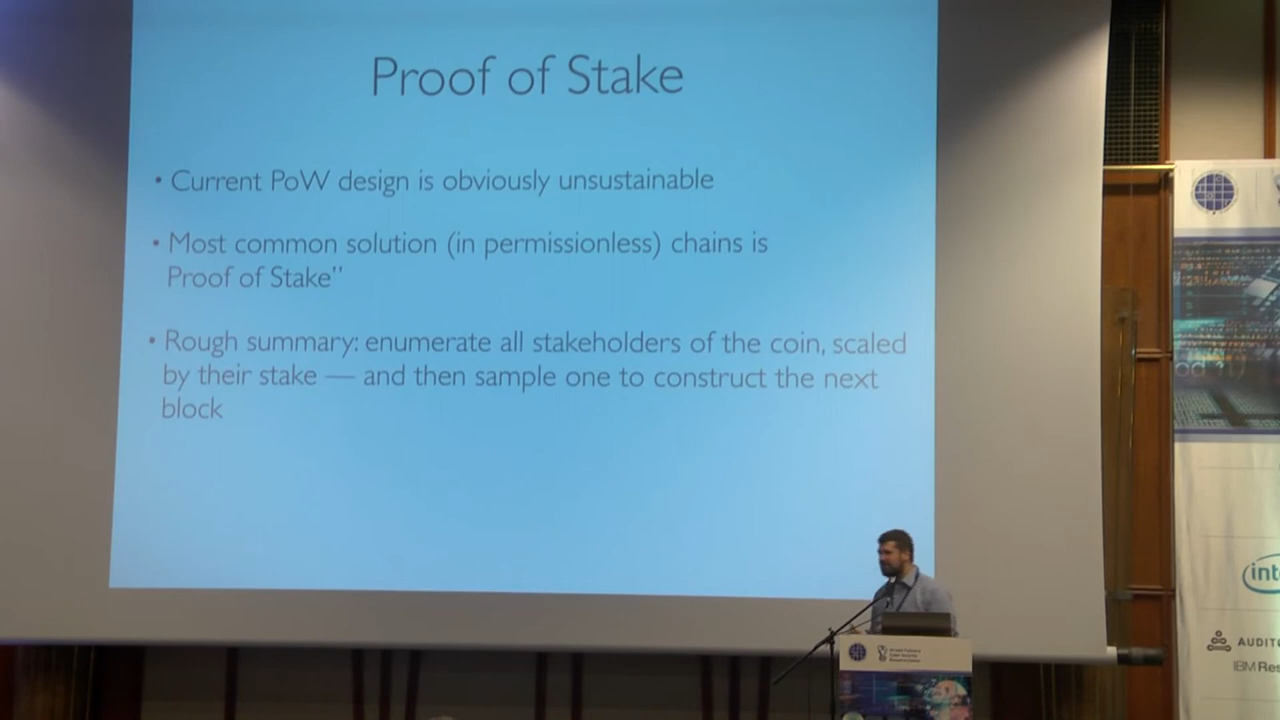 Proof of Stake
• Current PoW design is obviously unsustainable
• Most common solution (in permissionless) chains is
Proof of Stake"
• Rough summary: enumerate all stakeholders of the coin, scaled
by their stake — and then sample one to construct the next
block
int
AUDITO
IBM Res